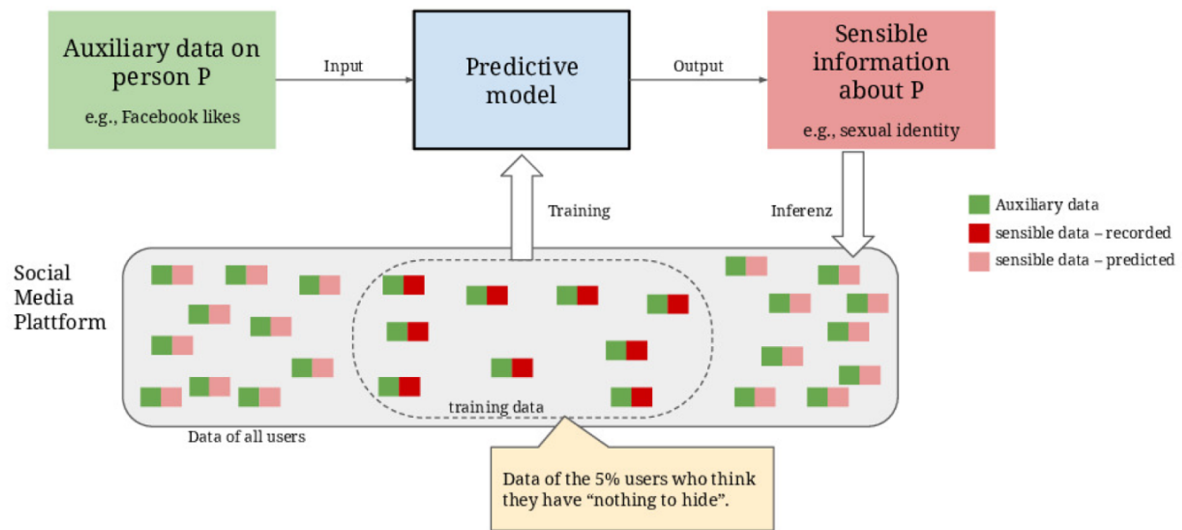 Auxiliary data on
person P
e.g., Facebook likes
Input
Predictive
model
Output
Sensible
information
about P
e.g., sexual identity
Training
Inferenz
Auxiliary data
sensible data – recorded
sensible data – predicted
Social
Media
Plattform
training data
Data of all users
Data of the 5% users who think
they have “nothing to hide”.